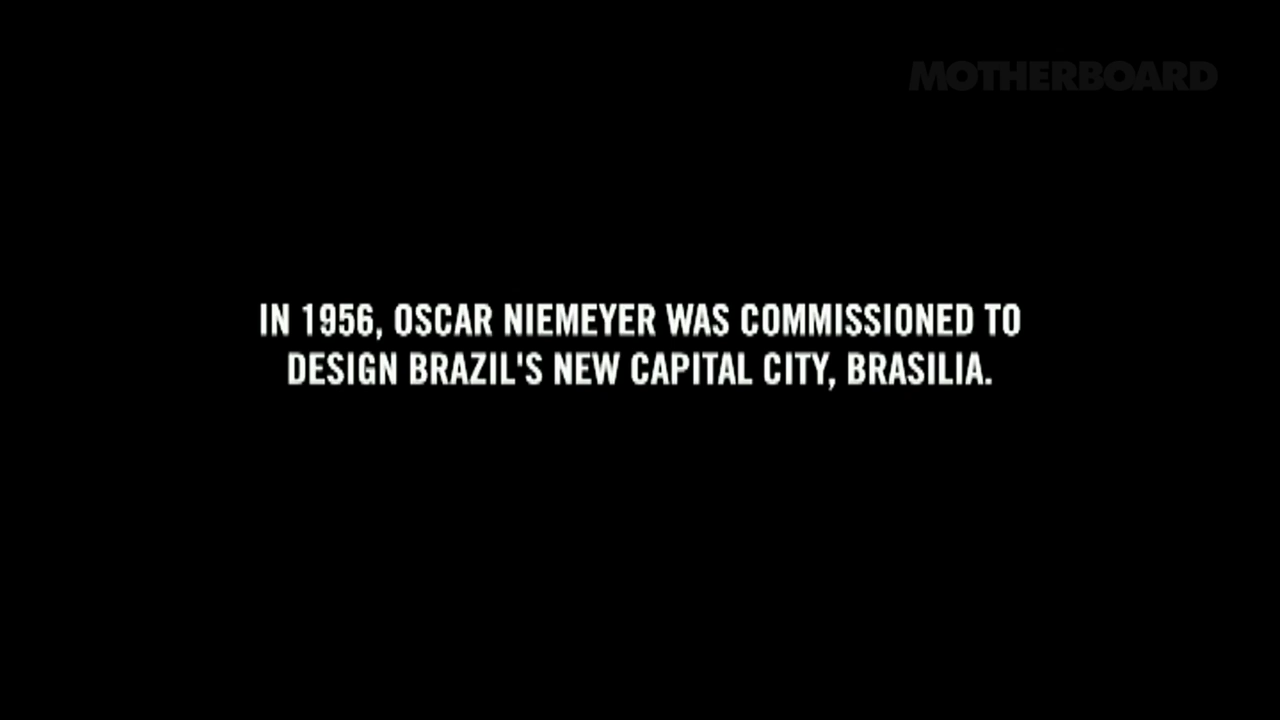 MOTHERBOARD
IN 1956, OSCAR NIEMEYER WAS COMMISSIONED TO
DESIGN BRAZIL'S NEW CAPITAL CITY, BRASILIA.